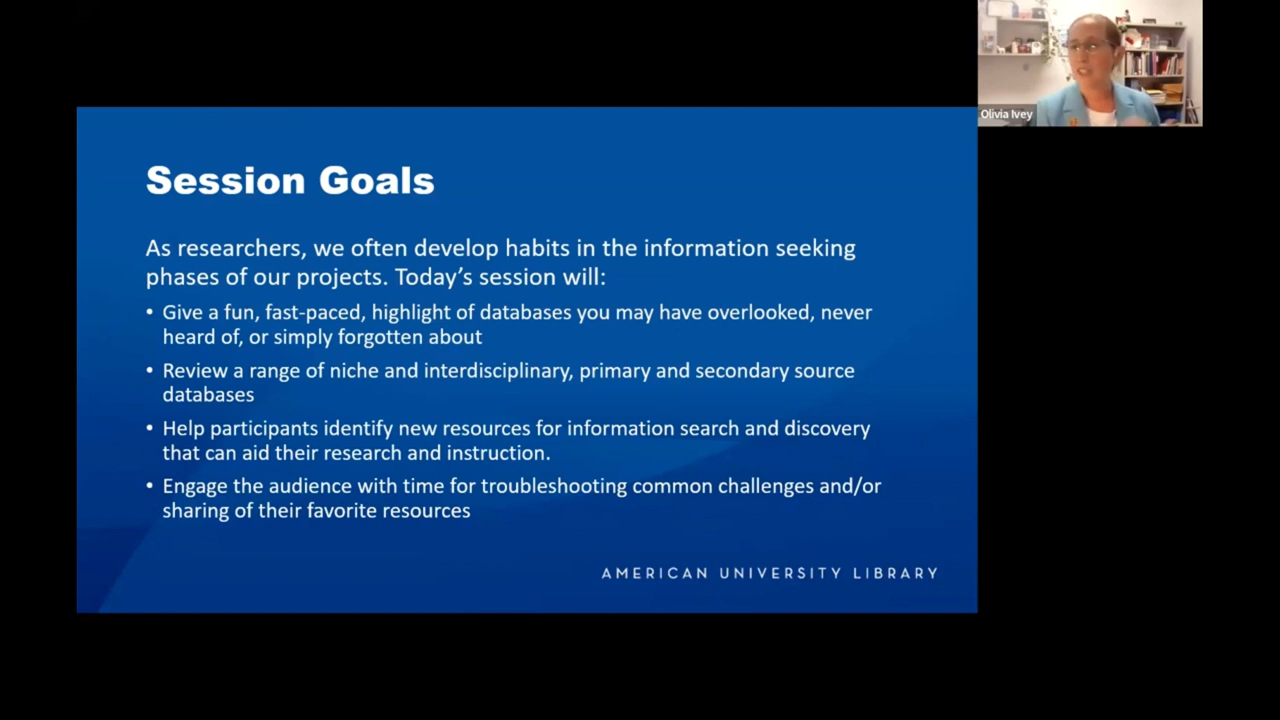 Olivia Ivey
Session Goals
As researchers, we often develop habits in the information seeking
phases of our projects. Today’s session will:
• Give a fun, fast-paced, highlight of databases you may have overlooked, never
heard of, or simply forgotten about
• Review a range of niche and interdisciplinary, primary and secondary source
databases
• Help participants identify new resources for information search and discovery
that can aid their research and instruction.
• Engage the audience with time for troubleshooting common challenges and/or
sharing of their favorite resources
AMERICAN UNIVERSITY LIBRARY